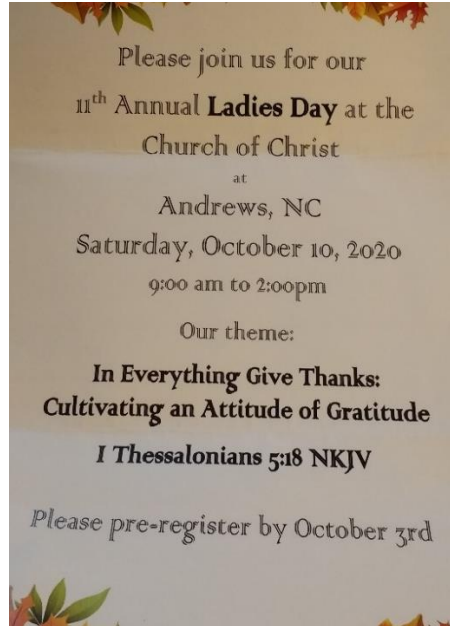 Please join us for our
11th Annual Ladies Day at the
Church of Christ
at
Andrews, NC
Saturday, October 10, 2020
9:00 am to 2:00pm
Our theme:
In Everything Give Thanks:
Cultivating an Attitude of Gratitude
I Thessalonians 5:18 NKJV
Please pre-register by October 3rd